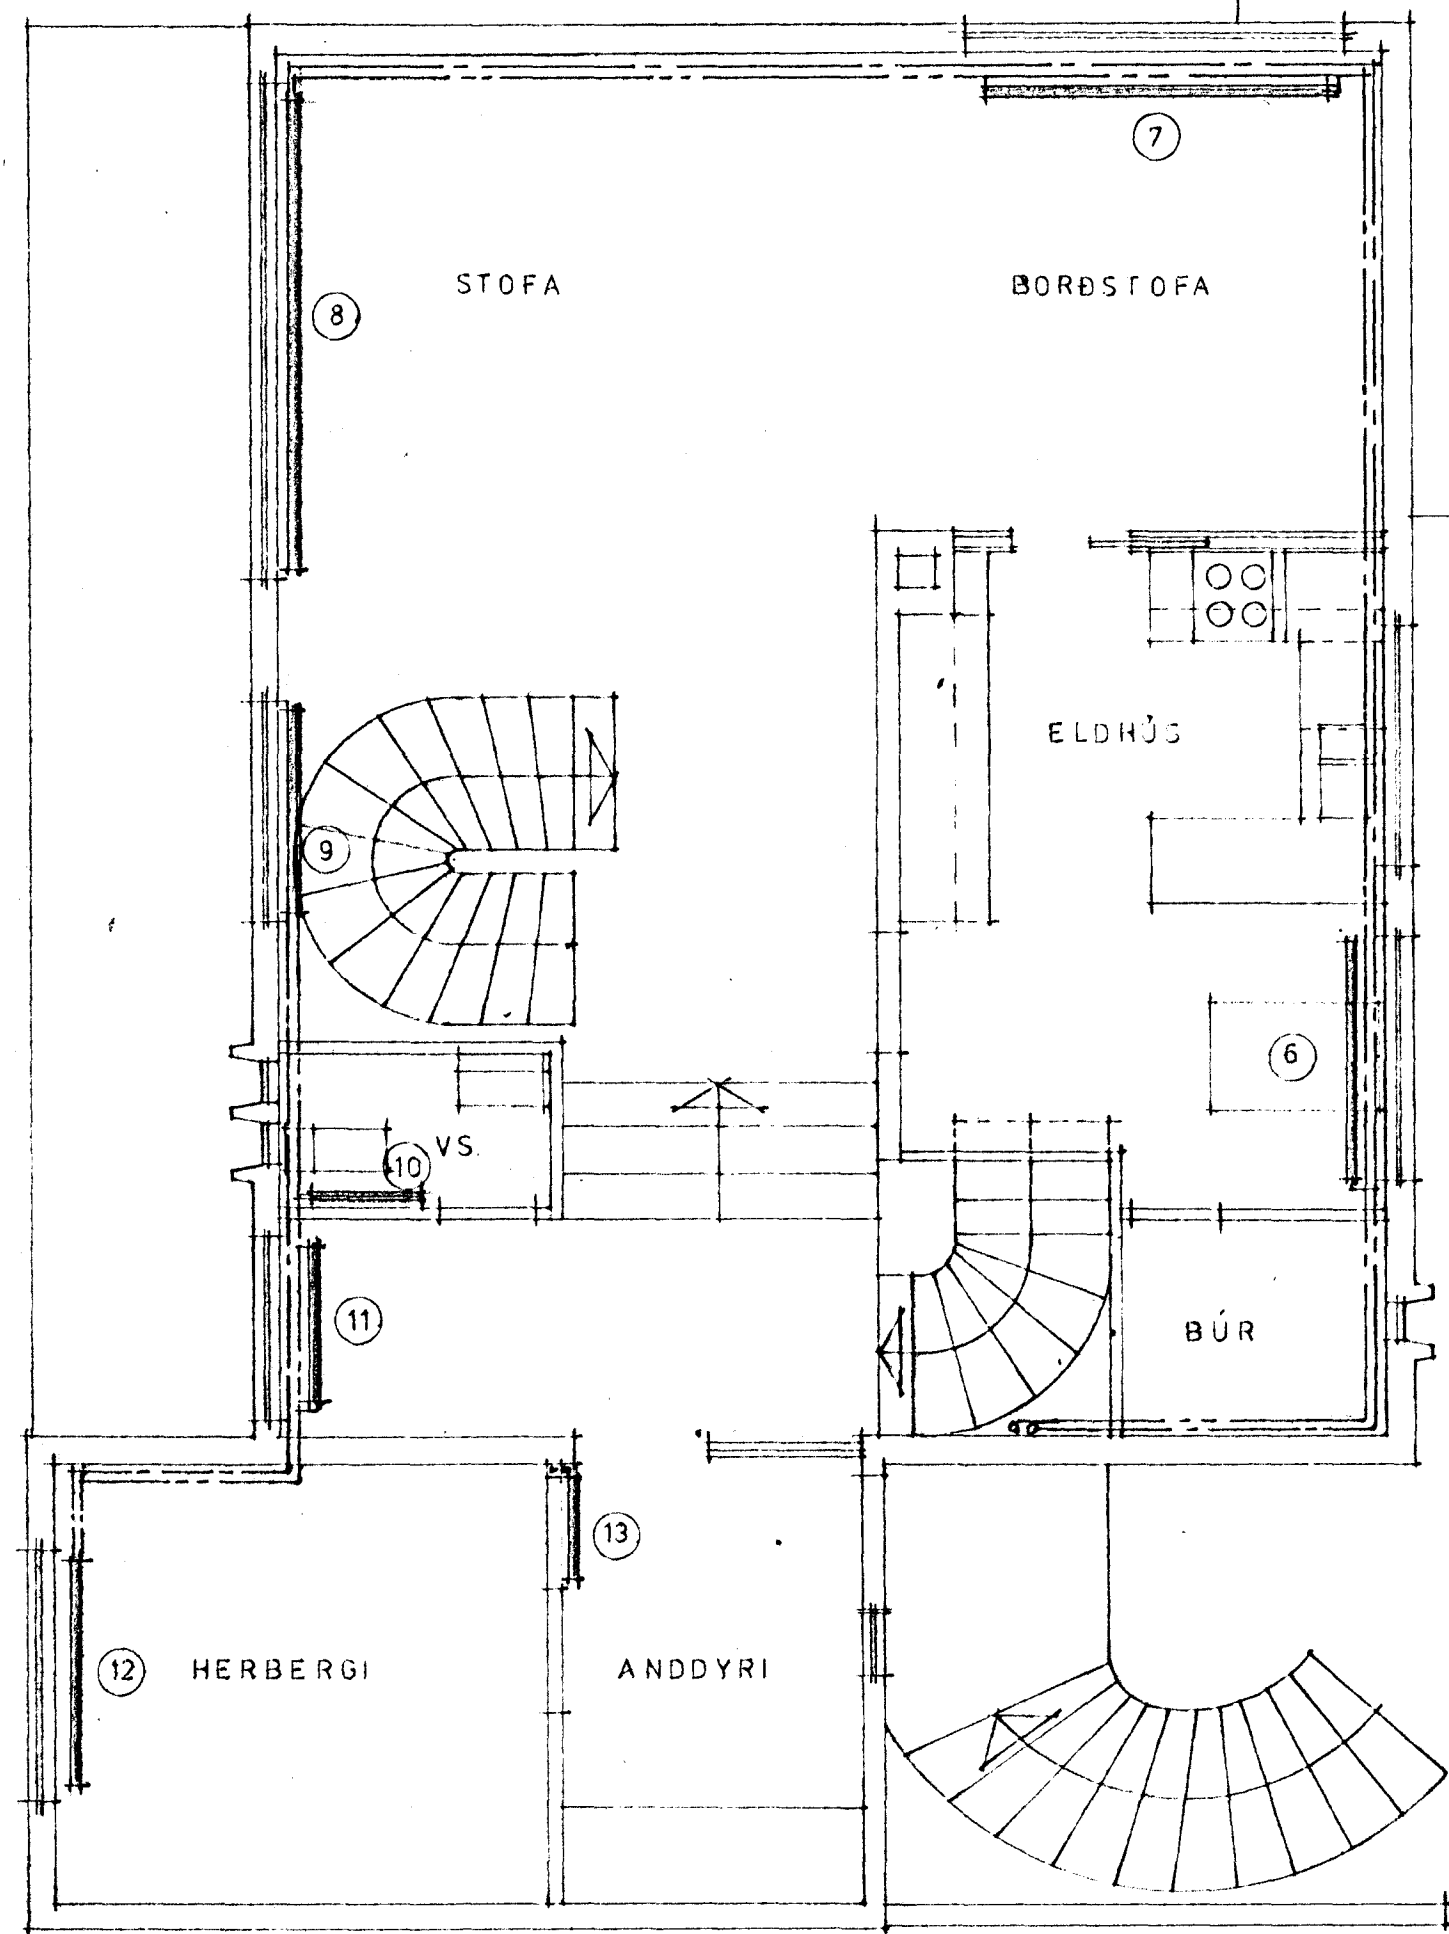 7
STOFA
BORÐSTOFA
8
ELDHÚS
9
6
VS.
10
11
BÚR
13
12
HERBERGI
ANDDYRI